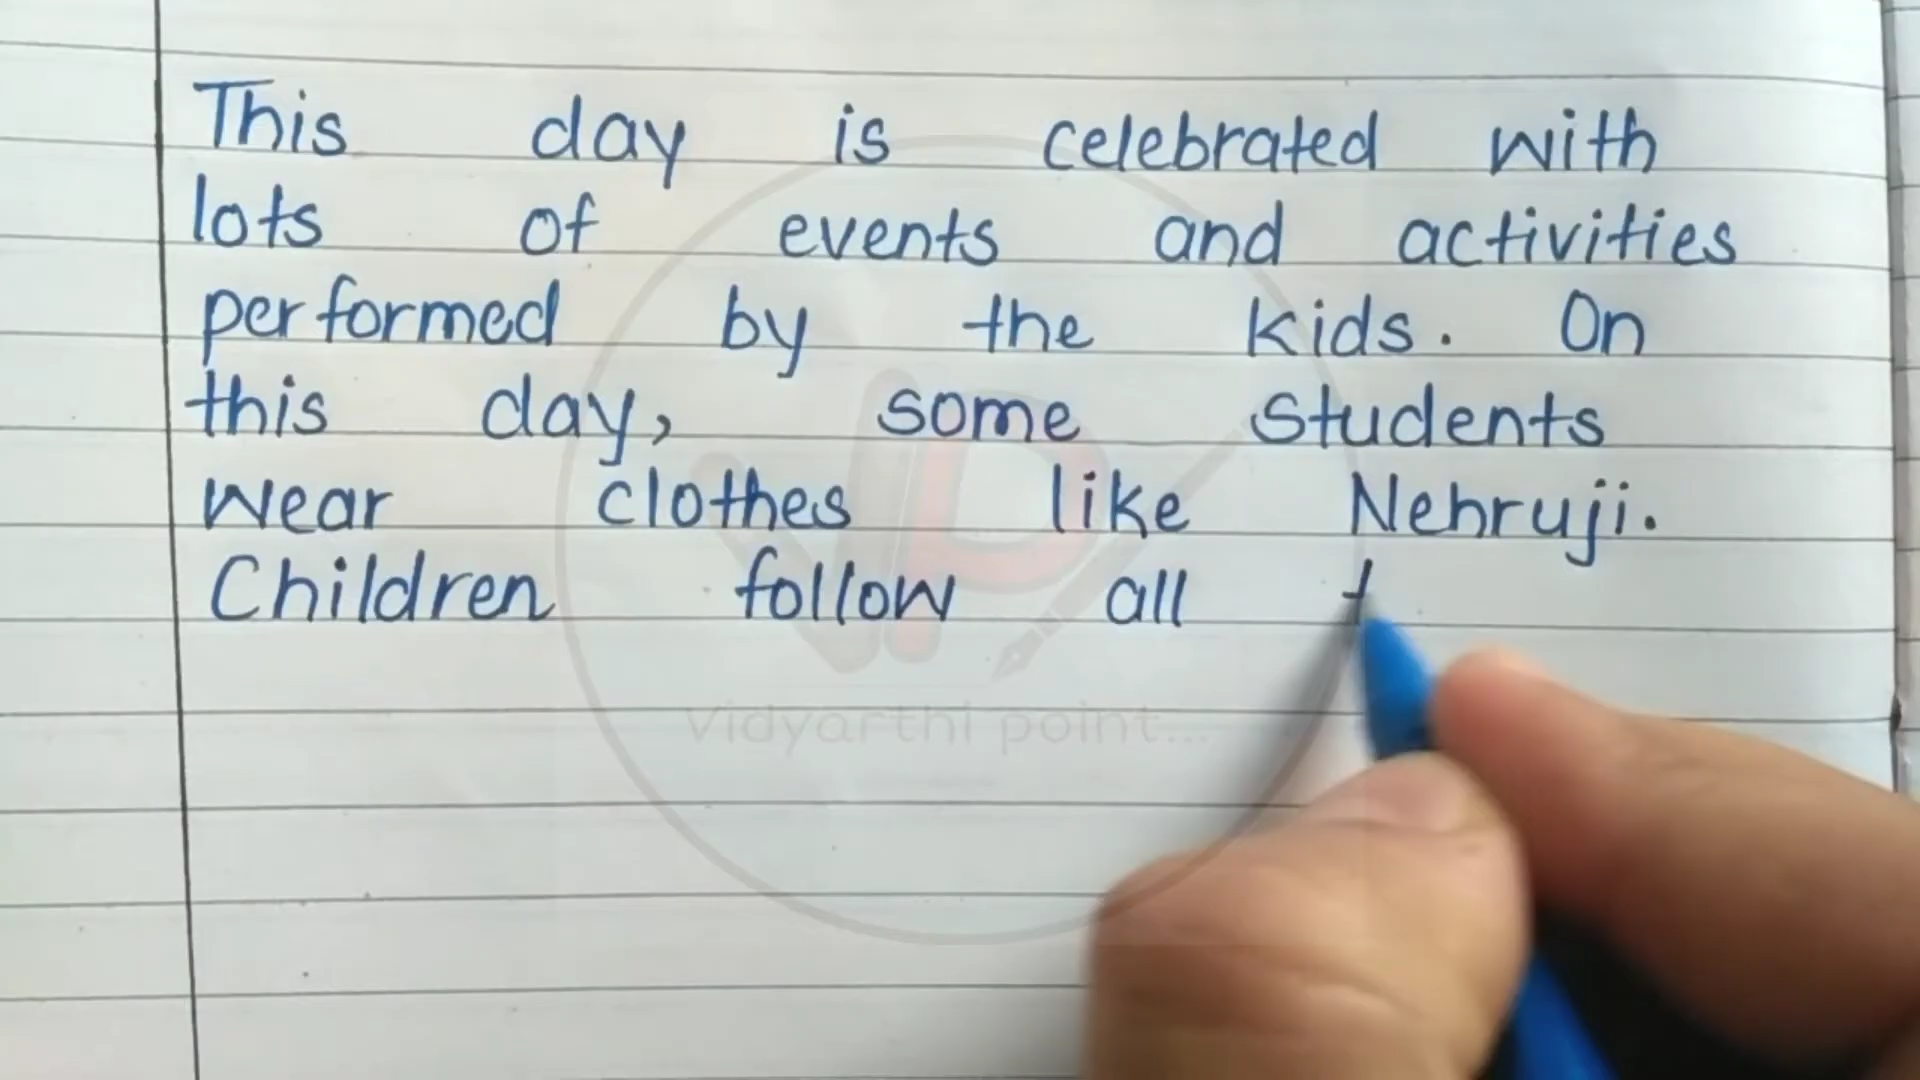 This day is celebrated with
lots of events and activities
performed by the kids. On
this day, some students
wear clothes like Nehruji.
Children follow all t
Vidyarthi point...